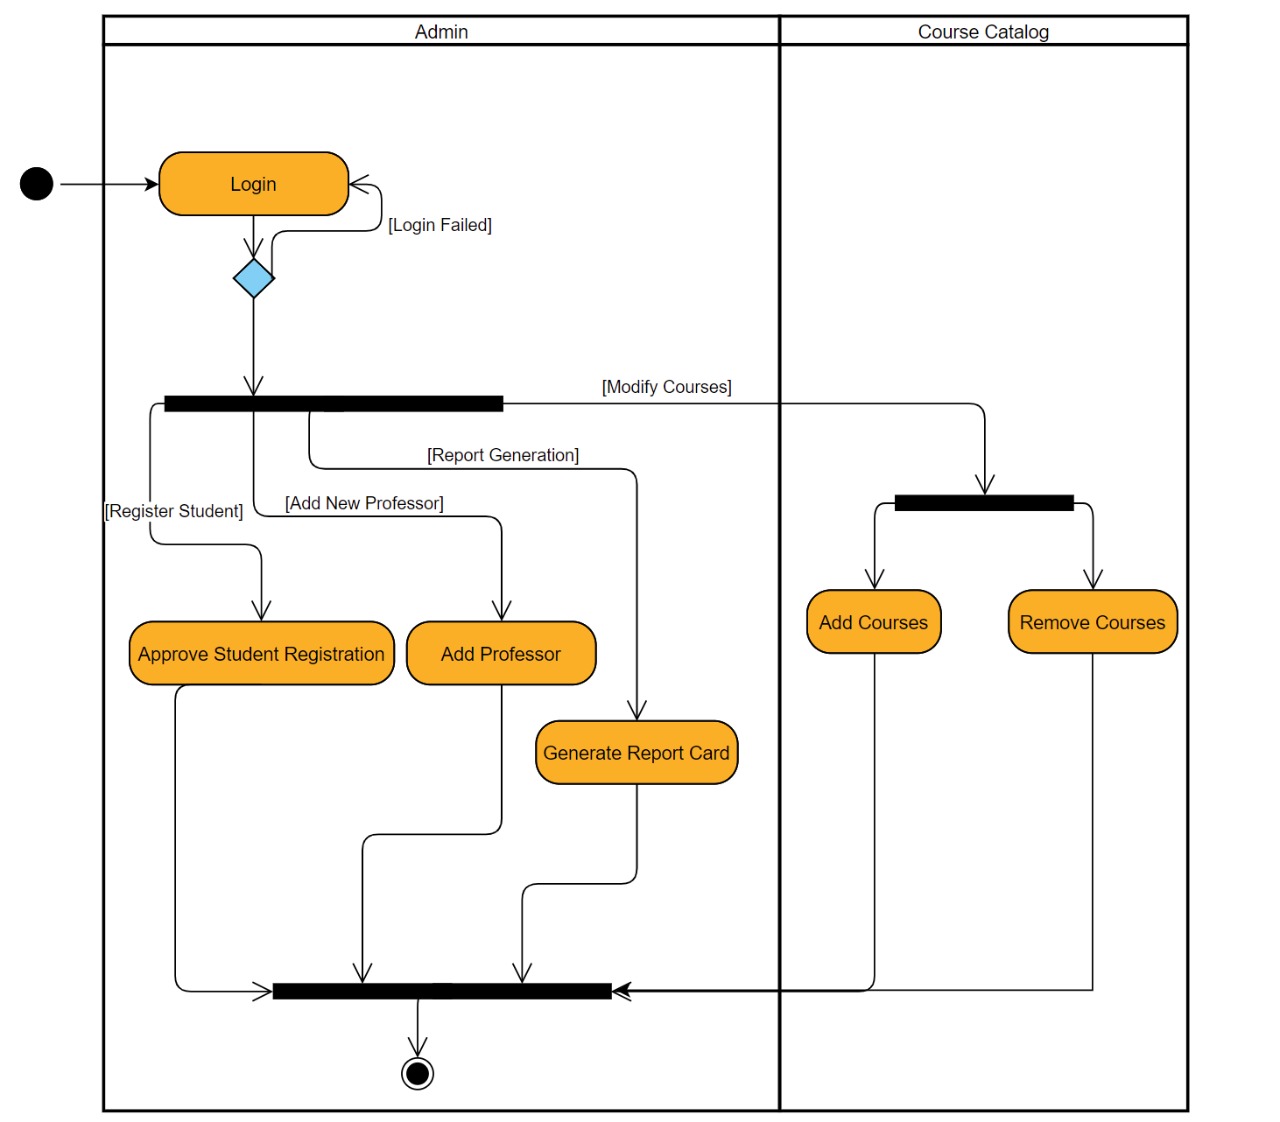 Admin
Course Catalog
Login
[Login Failed]
[Modify Courses]
[Report Generation]
[Add New Professor]
[Register Student]
Add Courses
Remove Courses
Approve Student Registration
Add Professor
Generate Report Card